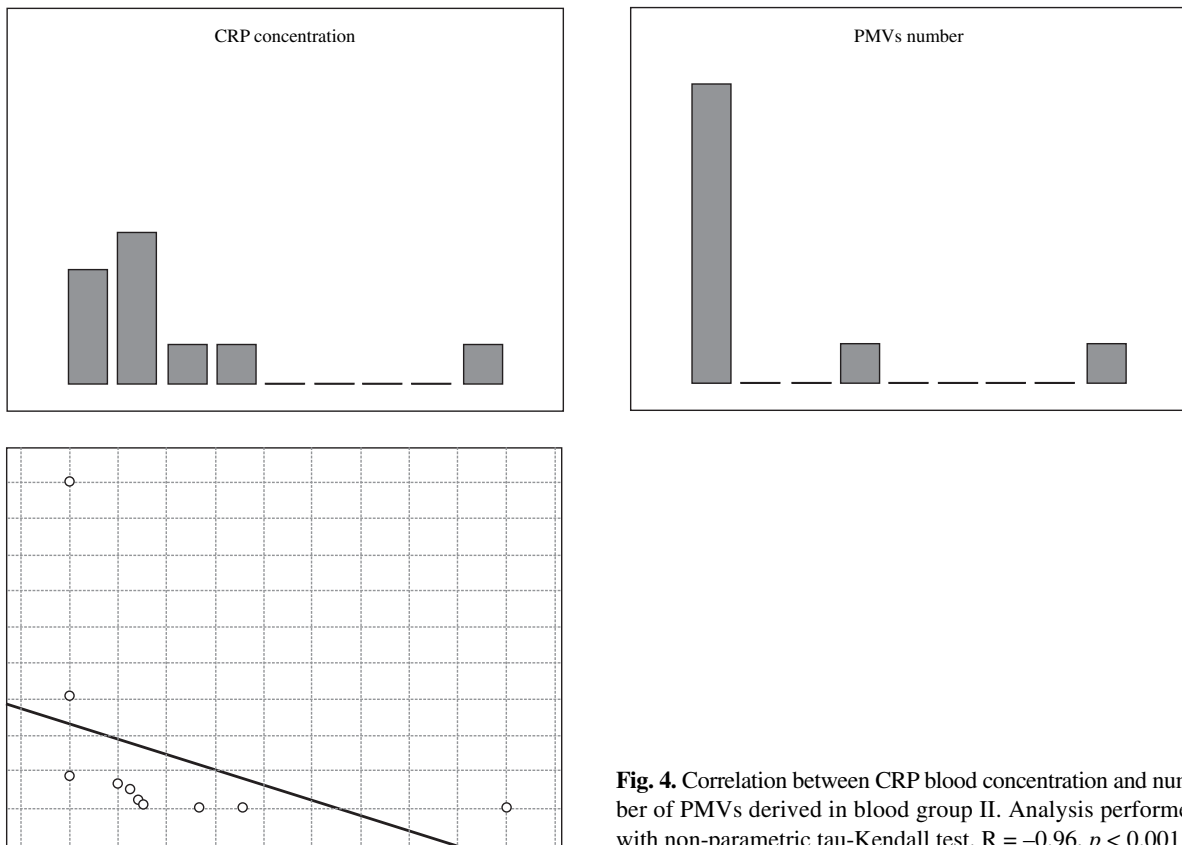 CRP concentration
PMVs number
Fig. 4. Correlation between CRP blood concentration and num
ber of PMVs derived in blood group II. Analysis performe
with non-parametric tau-Kendall test. R = –0.96, p < 0.001